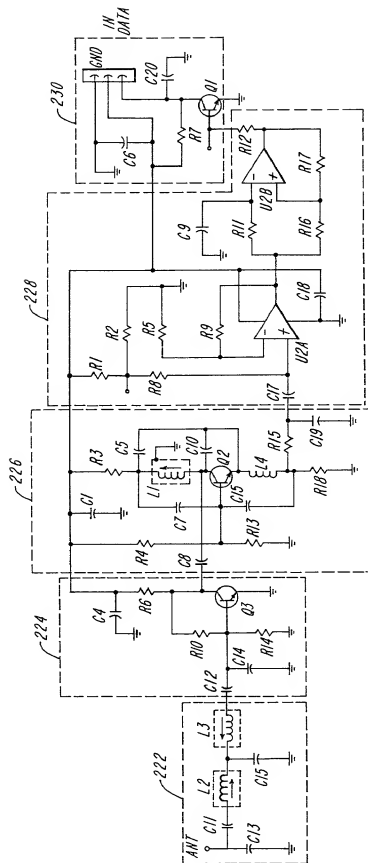 222
ANT
C11
C13
L2
C15
L3
C12
224
C14
R14
R10
Q3
R6
C4
C8
226
C1
R4
R3
C7
L1
C5
C10
Q2
C15
R13
L4
R18
R15
C19
C17
228
R1
R2
R5
R8
R9
U2A
-
+
C18
C9
R11
R16
R17
U2B
-
+
R12
230
GND
IN
DATA
C6
R7
C20
Q1